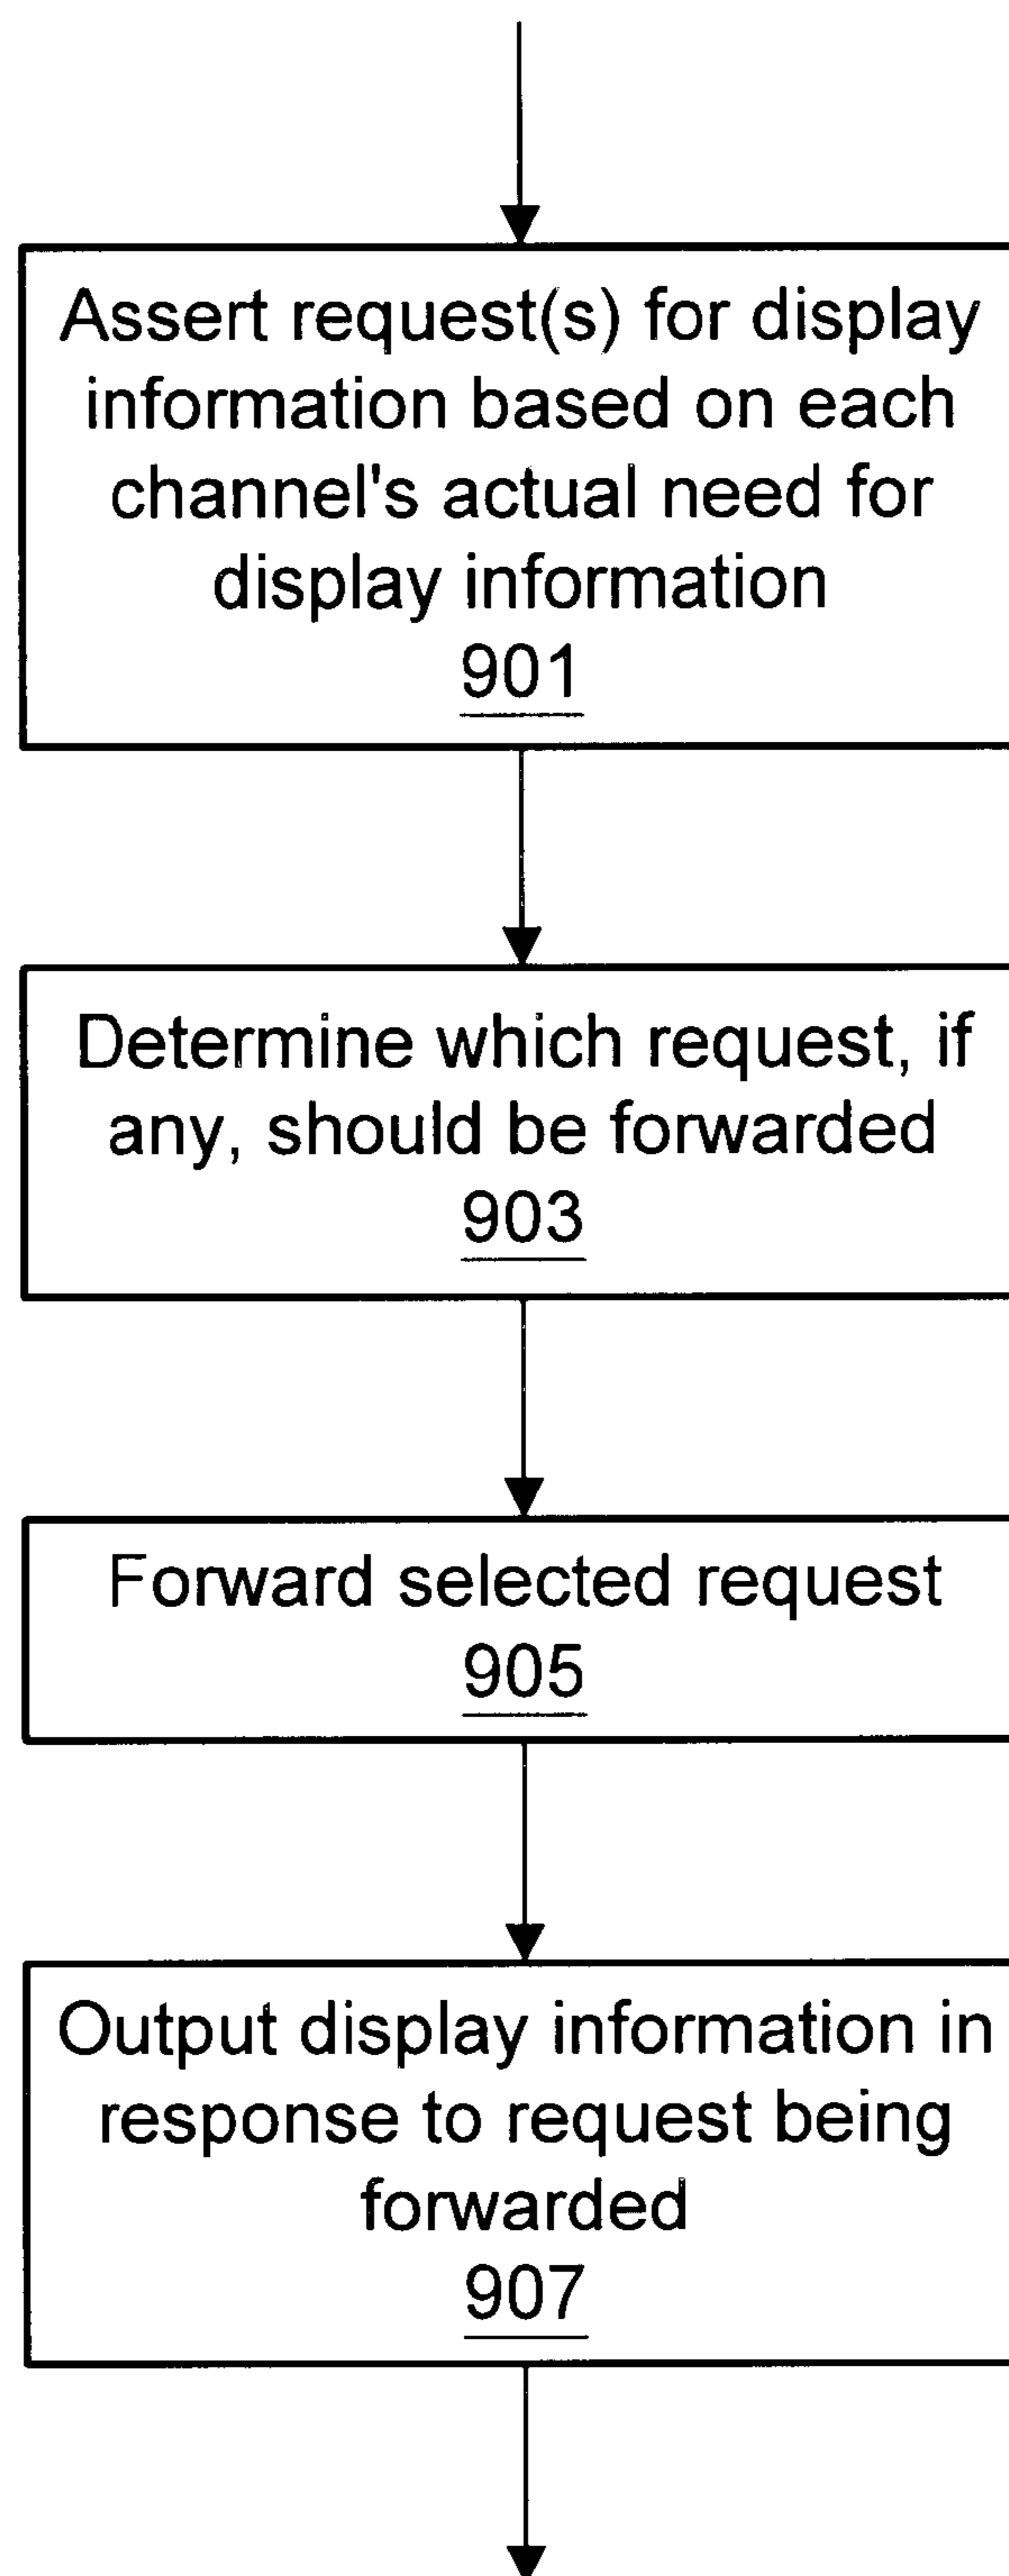 Assert request(s) for display
information based on each
channel's actual need for
display information
901
Determine which request, if
any, should be forwarded
903
Forward selected request
905
Output display information in
response to request being
forwarded
907